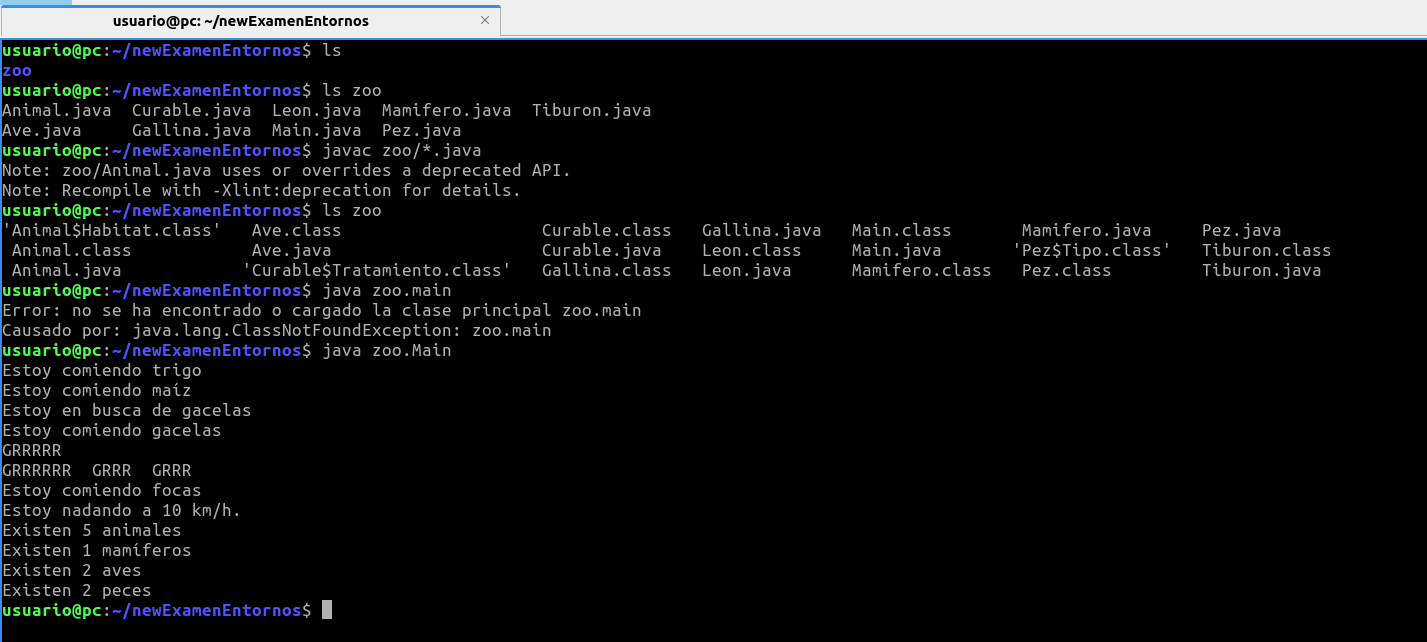 usuario@pc: ~/newExamenEntornos ×
usuario@pc:~/newExamenEntornos$ ls
zoo
usuario@pc:~/newExamenEntornos$ ls zoo
Animal.java  Curable.java  Leon.java  Mamifero.java  Tiburon.java
Ave.java     Gallina.java  Main.java  Pez.java
usuario@pc:~/newExamenEntornos$ javac zoo/*.java
Note: zoo/Animal.java uses or overrides a deprecated API.
Note: Recompile with -Xlint:deprecation for details.
usuario@pc:~/newExamenEntornos$ ls zoo
'Animal$Habitat.class'   Ave.class                    Curable.class   Gallina.java   Main.class       Mamifero.java     Pez.java
 Animal.class            Ave.java                     Curable.java    Leon.class     Main.java       'Pez$Tipo.class'   Tiburon.class
 Animal.java            'Curable$Tratamiento.class'   Gallina.class   Leon.java      Mamifero.class   Pez.class         Tiburon.java
usuario@pc:~/newExamenEntornos$ java zoo.main
Error: no se ha encontrado o cargado la clase principal zoo.main
Causado por: java.lang.ClassNotFoundException: zoo.main
usuario@pc:~/newExamenEntornos$ java zoo.Main
Estoy comiendo trigo
Estoy comiendo maíz
Estoy en busca de gacelas
Estoy comiendo gacelas
GRRRRR
GRRRRRR  GRRR  GRRR
Estoy comiendo focas
Estoy nadando a 10 km/h.
Existen 5 animales
Existen 1 mamíferos
Existen 2 aves
Existen 2 peces
usuario@pc:~/newExamenEntornos$